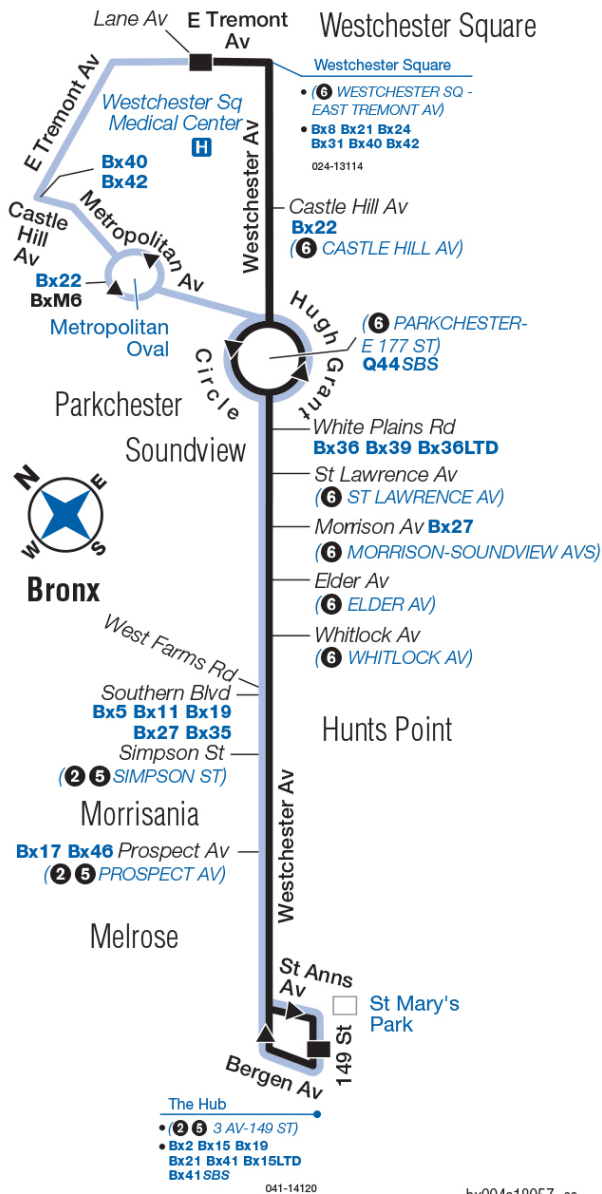 Lane Av
E Tremont
Av
Westchester Square
Westchester Square
• (6 WESTCHESTER SQ -
EAST TREMONT AV)
• Bx8 Bx21 Bx24
Bx31 Bx40 Bx42
024-13114
E Tremont Av
Westchester Sq
Medical Center
H
Westchester Av
Bx40
Bx42
Castle
Hill
Av
Metropolitan Av
Castle Hill Av
Bx22
(6 CASTLE HILL AV)
Bx22
BxM6
Metropolitan
Oval
Hugh Grant
Circle
(6 PARKCHESTER-
E 177 ST)
Q44SBS
Parkchester
Soundview
White Plains Rd
Bx36 Bx39 Bx36LTD
St Lawrence Av
(6 ST LAWRENCE AV)
N
E
W
S
Bronx
Morrison Av Bx27
(6 MORRISON-SOUNDVIEW AVS)
Elder Av
(6 ELDER AV)
Whitlock Av
(6 WHITLOCK AV)
West Farms Rd
Southern Blvd
Bx5 Bx11 Bx19
Bx27 Bx35
Hunts Point
Simpson St
(2 5 SIMPSON ST)
Morrisania
Westchester Av
Bx17 Bx46 Prospect Av
(2 5 PROSPECT AV)
Melrose
St Anns
Av
St Mary's
Park
149 St
Bergen Av
The Hub
• (2 5 3 AV-149 ST)
• Bx2 Bx15 Bx19
Bx21 Bx41 Bx15LTD
Bx41SBS
041-14120